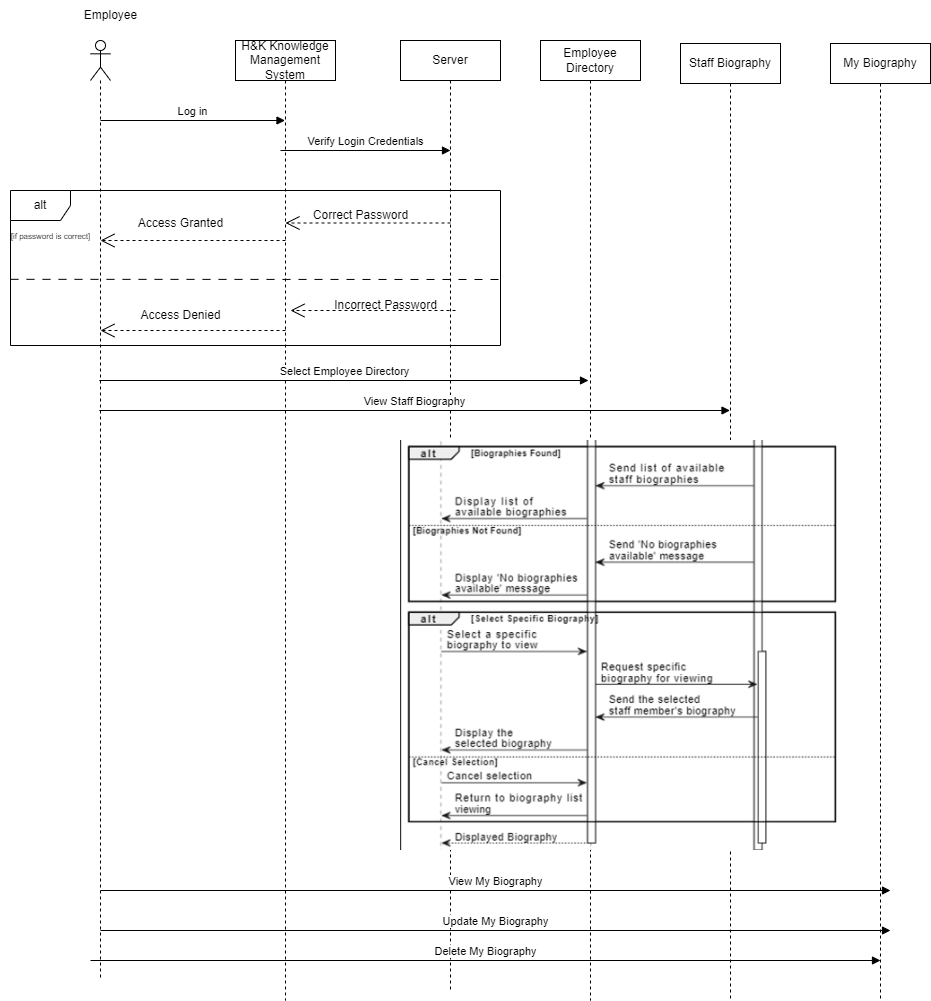 Employee
H&K Knowledge
Management
System
Server
Employee
Directory
Staff Biography
My Biography
Log in
Verify Login Credentials
alt
Correct Password
Access Granted
[if password is correct]
Incorrect Password
Access Denied
Select Employee Directory
View Staff Biography
alt
[Biographies Found]
Send list of available
staff biographies
Display list of
available biographies
[Biographies Not Found]
Send 'No biographies
available' message
Display 'No biographies
available' message
alt
[Select Specific Biography]
Select a specific
biography to view
Request specific
biography for viewing
Send the selected
staff member's biography
Display the
selected biography
[Cancel Selection]
Cancel selection
Return to biography list
viewing
Displayed Biography
View My Biography
Update My Biography
Delete My Biography